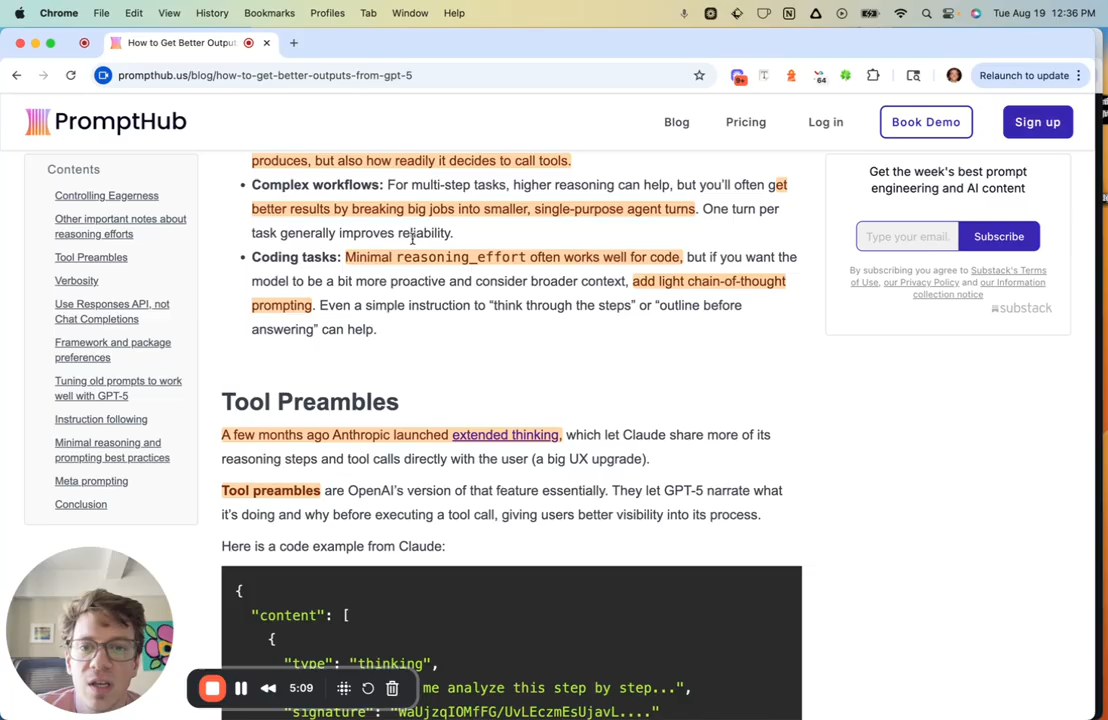 Chrome File Edit View History Bookmarks Profiles Tab Window Help Tue Aug 19 12:36 PM
How to Get Better Output
prompthub.us/blog/how-to-get-better-outputs-from-gpt-5
9+
64
Relaunch to update
PromptHub
Blog Pricing Log in Book Demo Sign up
Contents
Controlling Eagerness
Other important notes about
reasoning efforts
Tool Preambles
Verbosity
Use Responses API, not
Chat Completions
Framework and package
preferences
Tuning old prompts to work
well with GPT-5
Instruction following
Minimal reasoning and
prompting best practices
Meta prompting
Conclusion
produces, but also how readily it decides to call tools.
• Complex workflows: For multi-step tasks, higher reasoning can help, but you'll often get
better results by breaking big jobs into smaller, single-purpose agent turns. One turn per
task generally improves reliability.
• Coding tasks: Minimal reasoning_effort often works well for code, but if you want the
model to be a bit more proactive and consider broader context, add light chain-of-thought
prompting. Even a simple instruction to “think through the steps” or “outline before
answering” can help.
Tool Preambles
A few months ago Anthropic launched extended thinking, which let Claude share more of its
reasoning steps and tool calls directly with the user (a big UX upgrade).
Tool preambles are OpenAI's version of that feature essentially. They let GPT-5 narrate what
it's doing and why before executing a tool call, giving users better visibility into its process.
Here is a code example from Claude:
{
"content": [
{
"type": "thinking",
me analyze this step by step...",
"signature": "WaUjzqIOMfFG/UvLEczmEsUjavL...."
5:09
Get the week's best prompt
engineering and AI content
Type your email. Subscribe
By subscribing you agree to Substack's Terms
of Use, our Privacy Policy and our Information
collection notice
substack